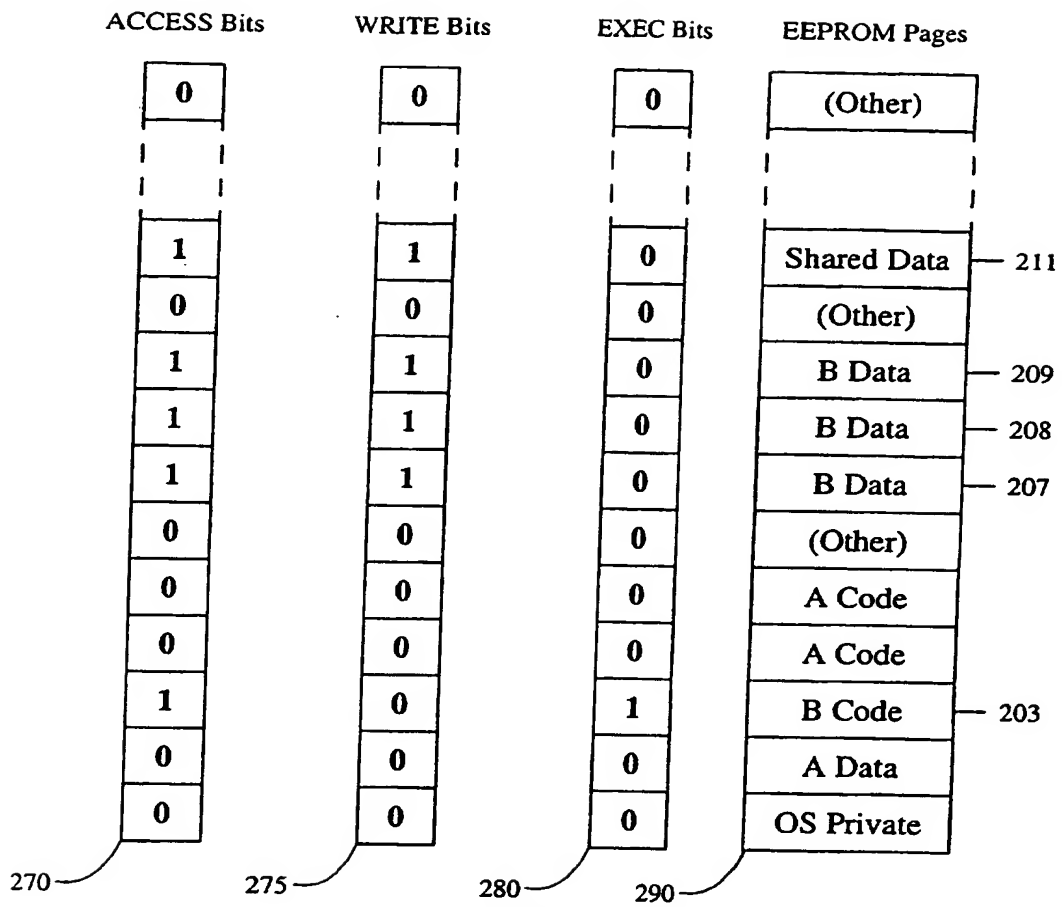 ACCESS Bits WRITE Bits EXEC Bits EEPROM Pages
0 0 0 (Other)
1 1 0 Shared Data 211
0 0 0 (Other)
1 1 0 B Data 209
1 1 0 B Data 208
1 1 0 B Data 207
0 0 0 (Other)
0 0 0 A Code
0 0 0 A Code
1 0 1 B Code 203
0 0 0 A Data
0 0 0 OS Private
270 275 280 290